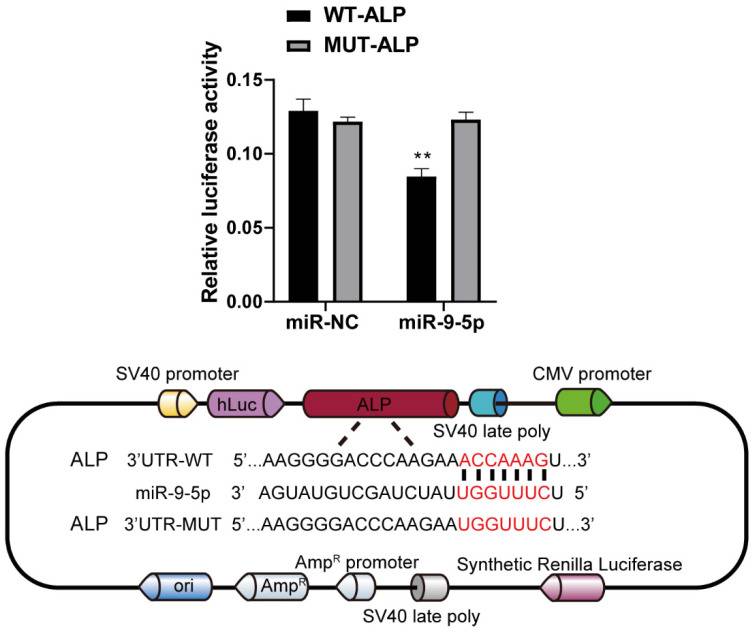 WT-ALP
MUT-ALP
Relative luciferase activity
0.15
0.10
0.05
0.00
**
miR-NC miR-9-5p
SV40 promoter CMV promoter
hLuc ALP
SV40 late poly
ALP 3’UTR-WT 5’...AAGGGGACCCAAGAAACCAAAGU...3’
miR-9-5p 3’ AGUAUGUCGAUCUAUUGGUUUCU 5’
ALP 3’UTR-MUT 5’...AAGGGGACCCAAGAAUGGUUUCU...3’
AmpR promoter Synthetic Renilla Luciferase
ori AmpR
SV40 late poly